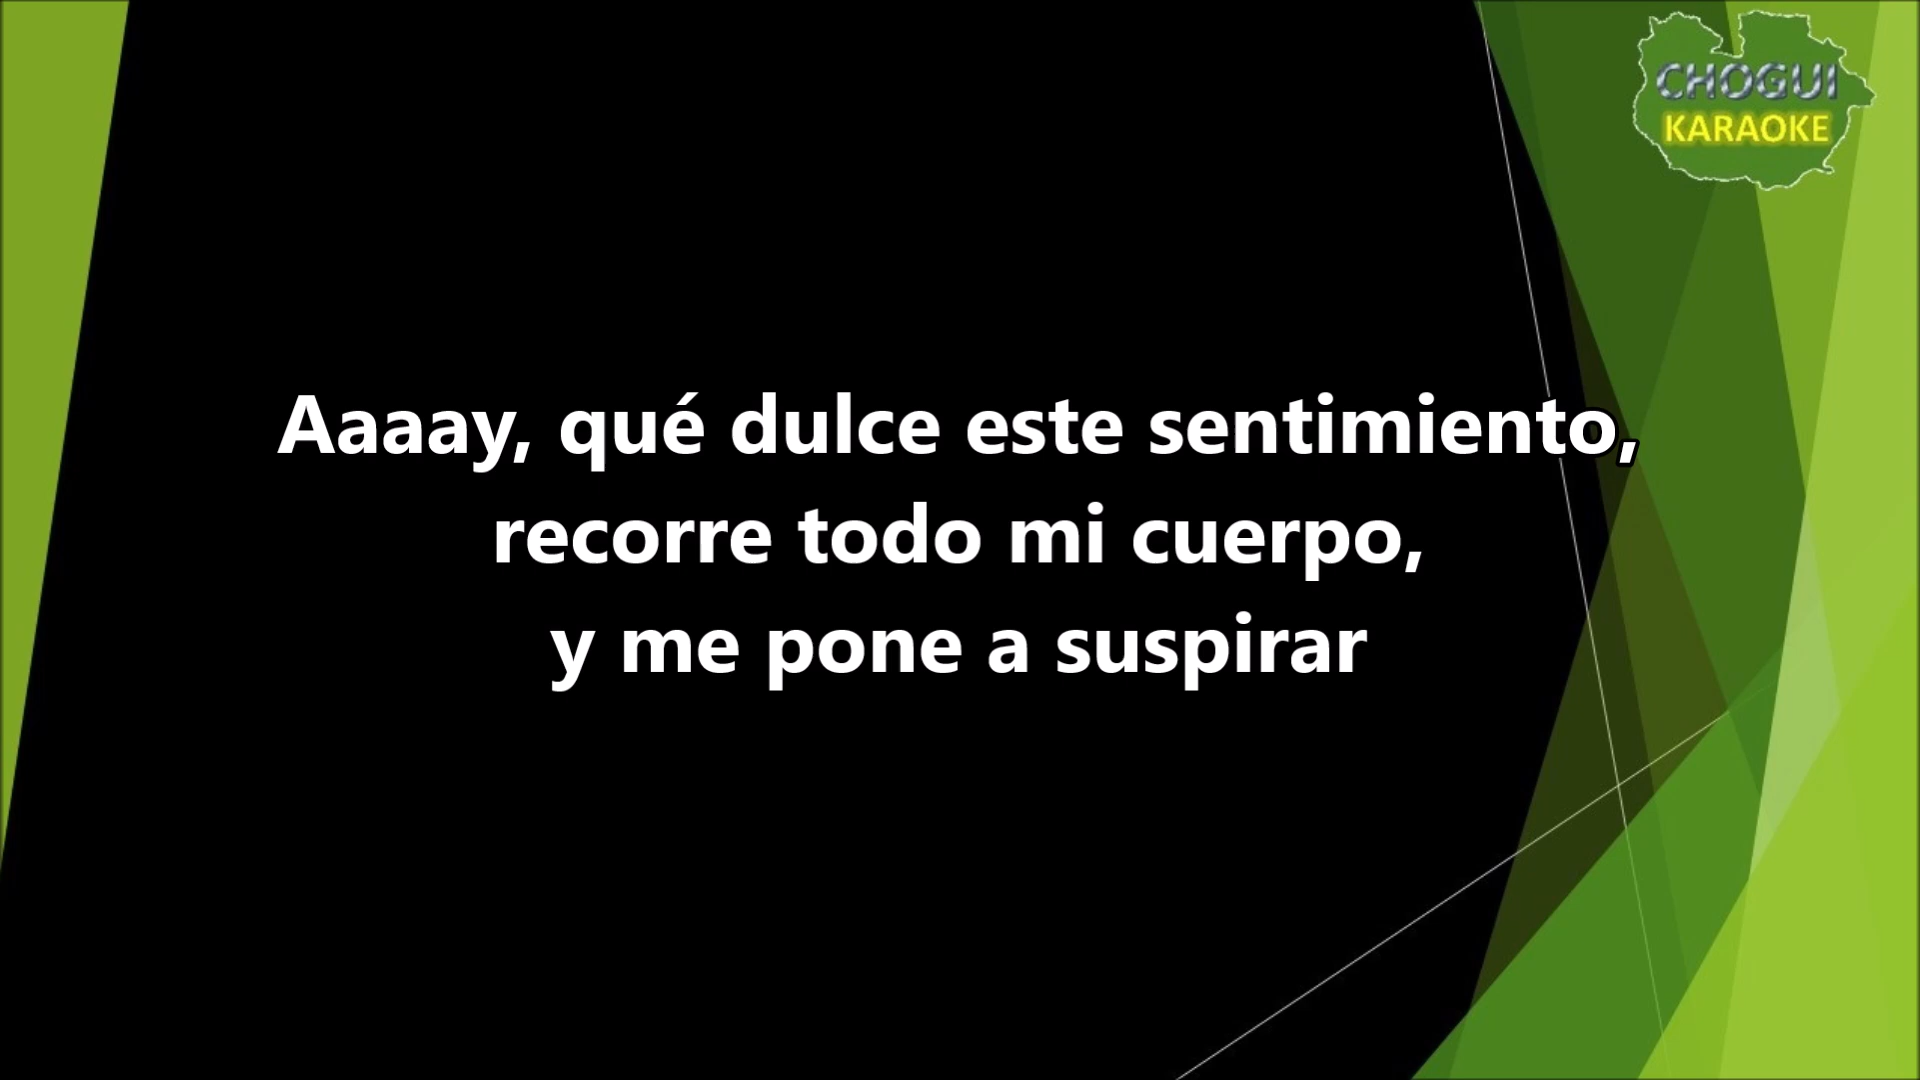 CHOGUI
KARAOKE
Aaaay, qué dulce este sentimiento,
recorre todo mi cuerpo,
y me pone a suspirar